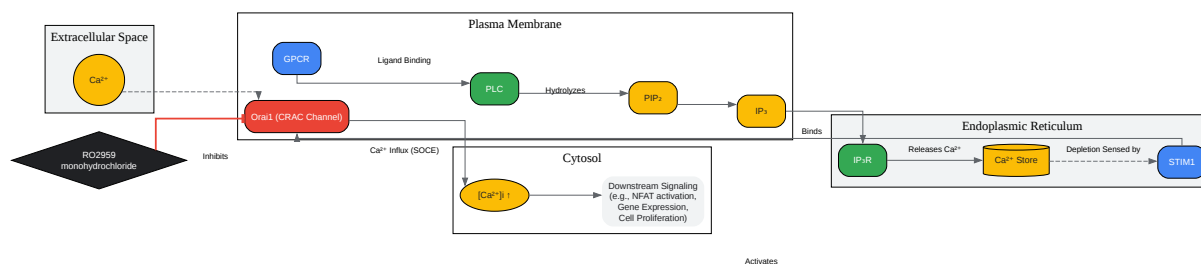 Plasma Membrane
Extracellular Space
Ca²⁺
GPCR
Ligand Binding
PLC
Hydrolyzes
PIP₂
IP₃
Orai1 (CRAC Channel)
RO2959
monohydrochloride
Inhibits
Ca²⁺ Influx (SOCE)
Binds
Endoplasmic Reticulum
IP₃R
Releases Ca²⁺
Ca²⁺ Store
Depletion Sensed by
STIM1
Cytosol
[Ca²⁺]i ↑
Downstream Signaling
(e.g., NFAT activation,
Gene Expression,
Cell Proliferation)
Activates